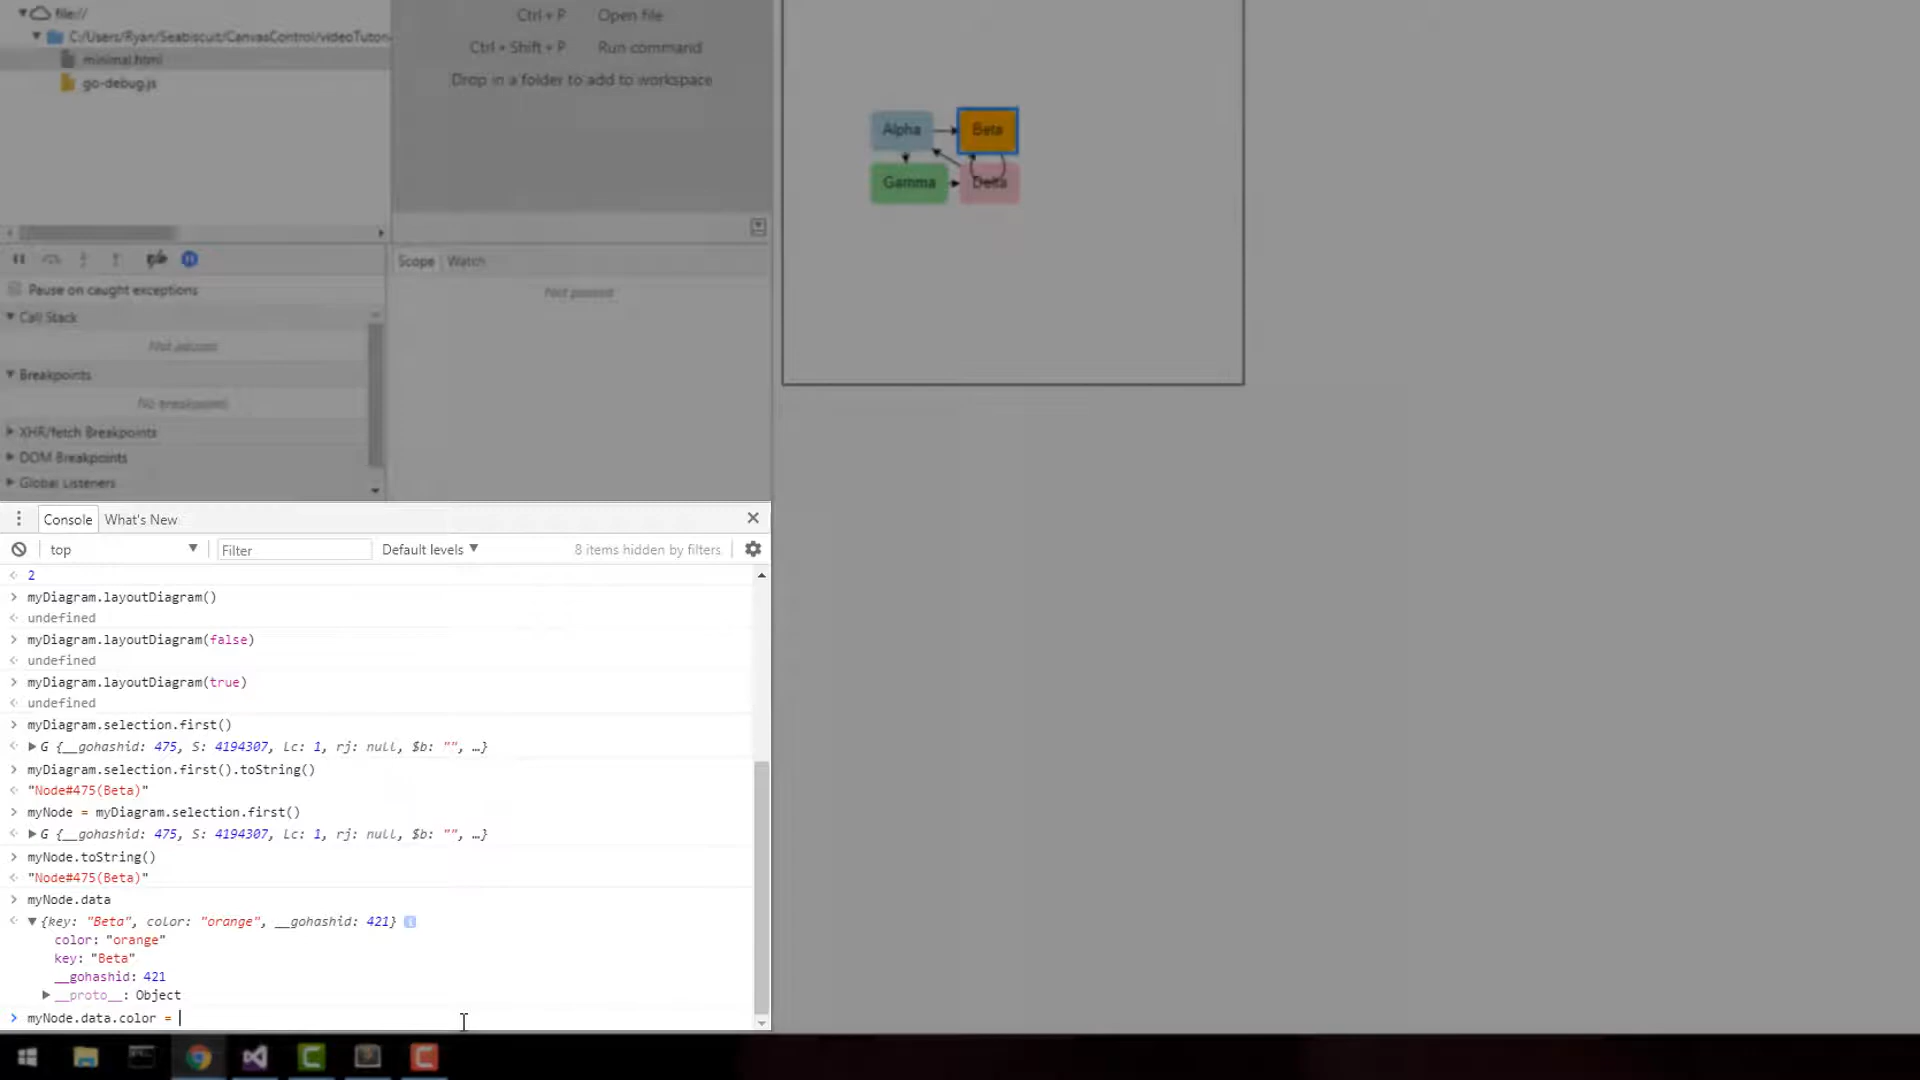 file://
C:/Users/Ryan/Seabiscuit/CanvasControl/videoTutori
minimal.html
go-debug.js
Ctrl + P Open file
Ctrl + Shift + P Run command
Drop in a folder to add to workspace
Alpha
Beta
Gamma
Delta
Scope
Watch
Not paused
Pause on caught exceptions
Call Stack
Not paused
Breakpoints
No breakpoints
XHR/fetch Breakpoints
DOM Breakpoints
Global Listeners
Console
What's New
top
Filter
Default levels
8 items hidden by filters
2
myDiagram.layoutDiagram()
undefined
myDiagram.layoutDiagram(false)
undefined
myDiagram.layoutDiagram(true)
undefined
myDiagram.selection.first()
G {__gohashid: 475, S: 4194307, Lc: 1, rj: null, $b: "", …}
myDiagram.selection.first().toString()
"Node#475(Beta)"
myNode = myDiagram.selection.first()
G {__gohashid: 475, S: 4194307, Lc: 1, rj: null, $b: "", …}
myNode.toString()
"Node#475(Beta)"
myNode.data
{key: "Beta", color: "orange", __gohashid: 421}
color: "orange"
key: "Beta"
__gohashid: 421
__proto__: Object
myNode.data.color =